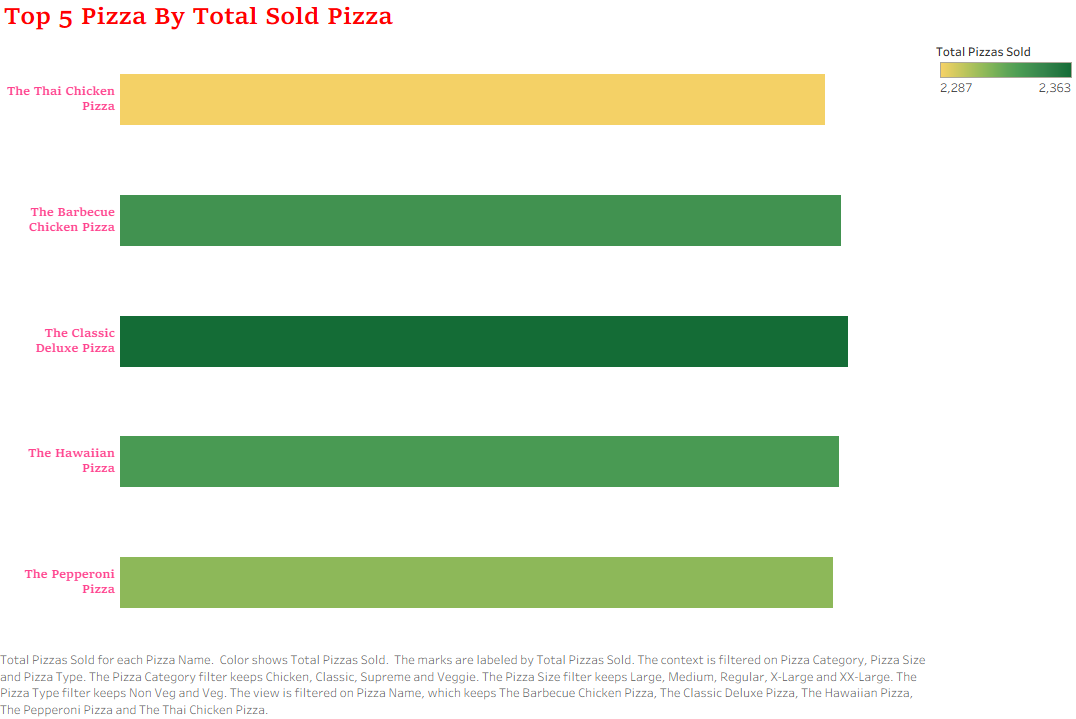 Top 5 Pizza By Total Sold Pizza
Total Pizzas Sold
2,287 2,363
The Thai Chicken
Pizza
The Barbecue
Chicken Pizza
The Classic
Deluxe Pizza
The Hawaiian
Pizza
The Pepperoni
Pizza
Total Pizzas Sold for each Pizza Name.  Color shows Total Pizzas Sold.  The marks are labeled by Total Pizzas Sold. The context is filtered on Pizza Category, Pizza Size
and Pizza Type. The Pizza Category filter keeps Chicken, Classic, Supreme and Veggie. The Pizza Size filter keeps Large, Medium, Regular, X-Large and XX-Large. The
Pizza Type filter keeps Non Veg and Veg. The view is filtered on Pizza Name, which keeps The Barbecue Chicken Pizza, The Classic Deluxe Pizza, The Hawaiian Pizza,
The Pepperoni Pizza and The Thai Chicken Pizza.